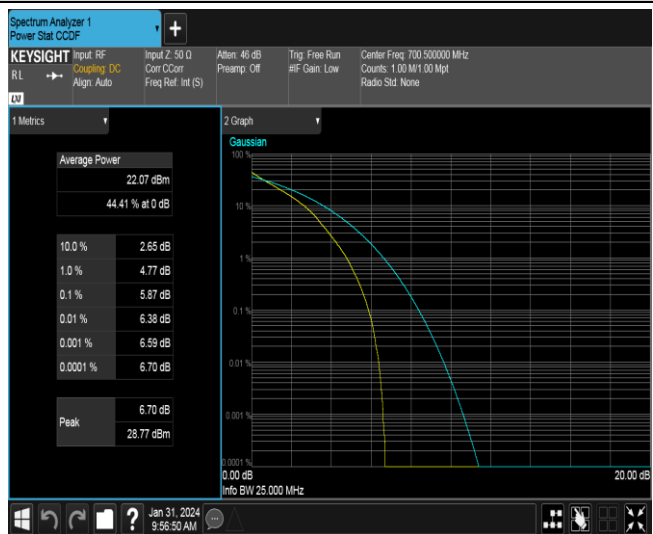 Spectrum Analyzer 1
Power Stat CCDF
+
KEYSIGHT
RL
LXI
Input: RF
Coupling: DC
Align: Auto
Input Z: 50 Ω
Corr CCorr
Freq Ref: Int (S)
Atten: 46 dB
Preamp: Off
Trig: Free Run
#IF Gain: Low
Center Freq: 700.500000 MHz
Counts: 1.00 M/1.00 Mpt
Radio Std: None
1 Metrics
Average Power
22.07 dBm
44.41 % at 0 dB
10.0 % 2.65 dB
1.0 % 4.77 dB
0.1 % 5.87 dB
0.01 % 6.38 dB
0.001 % 6.59 dB
0.0001 % 6.70 dB
Peak
6.70 dB
28.77 dBm
2 Graph
Gaussian
100 %
10 %
1 %
0.1 %
0.01 %
0.001 %
0.0001 %
0.00 dB 20.00 dB
Info BW 25.000 MHz
? Jan 31, 2024
9:56:50 AM